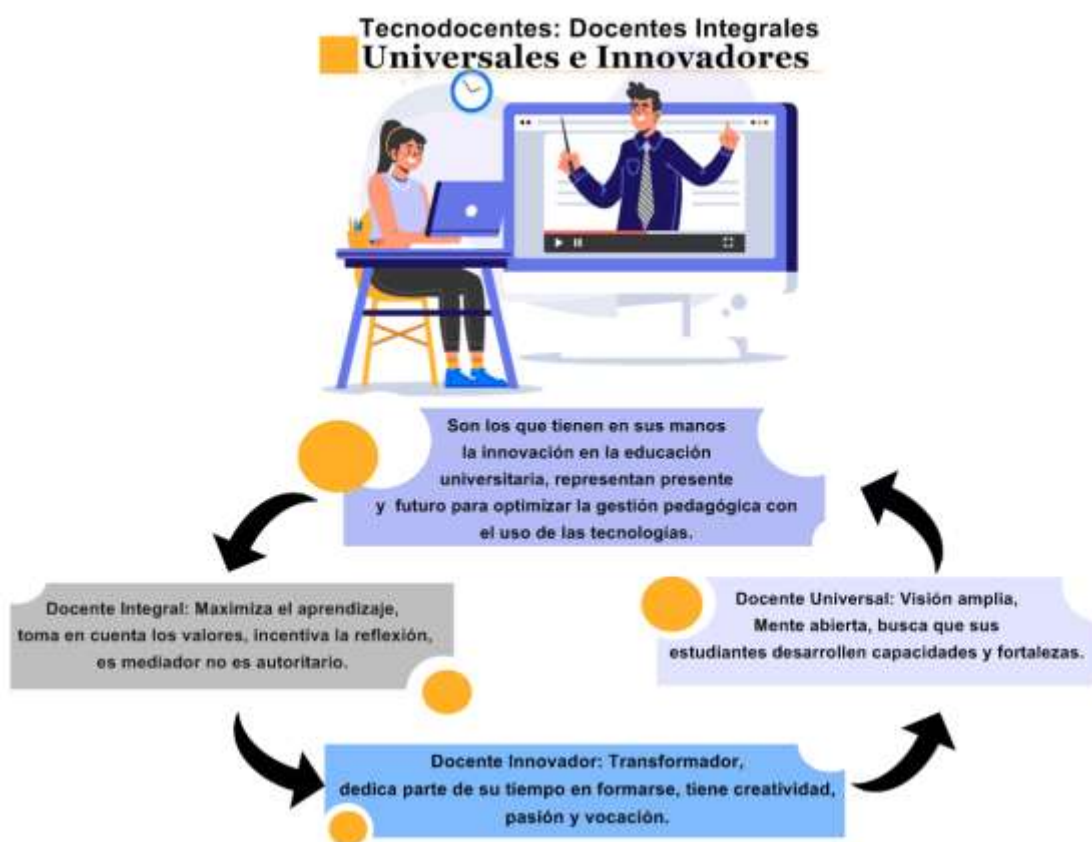 Tecnodocentes: Docentes Integrales
Universales e Innovadores
Son los que tienen en sus manos
la innovación en la educación
universitaria, representan presente
y futuro para optimizar la gestión pedagógica con
el uso de las tecnologías.
Docente Integral: Maximiza el aprendizaje,
toma en cuenta los valores, incentiva la reflexión,
es mediador no es autoritario.
Docente Universal: Visión amplia,
Mente abierta, busca que sus
estudiantes desarrollen capacidades y fortalezas.
Docente Innovador: Transformador,
dedica parte de su tiempo en formarse, tiene creatividad,
pasión y vocación.